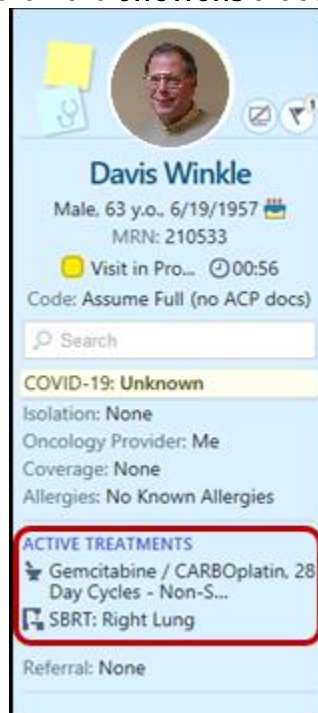 Davis Winkle
Male, 63 y.o., 6/19/1957
MRN: 210533
Visit in Pro... 00:56
Code: Assume Full (no ACP docs)
Search
COVID-19: Unknown
Isolation: None
Oncology Provider: Me
Coverage: None
Allergies: No Known Allergies
ACTIVE TREATMENTS
Gemcitabine / CARBOplatin, 28
Day Cycles - Non-S...
SBRT: Right Lung
Referral: None